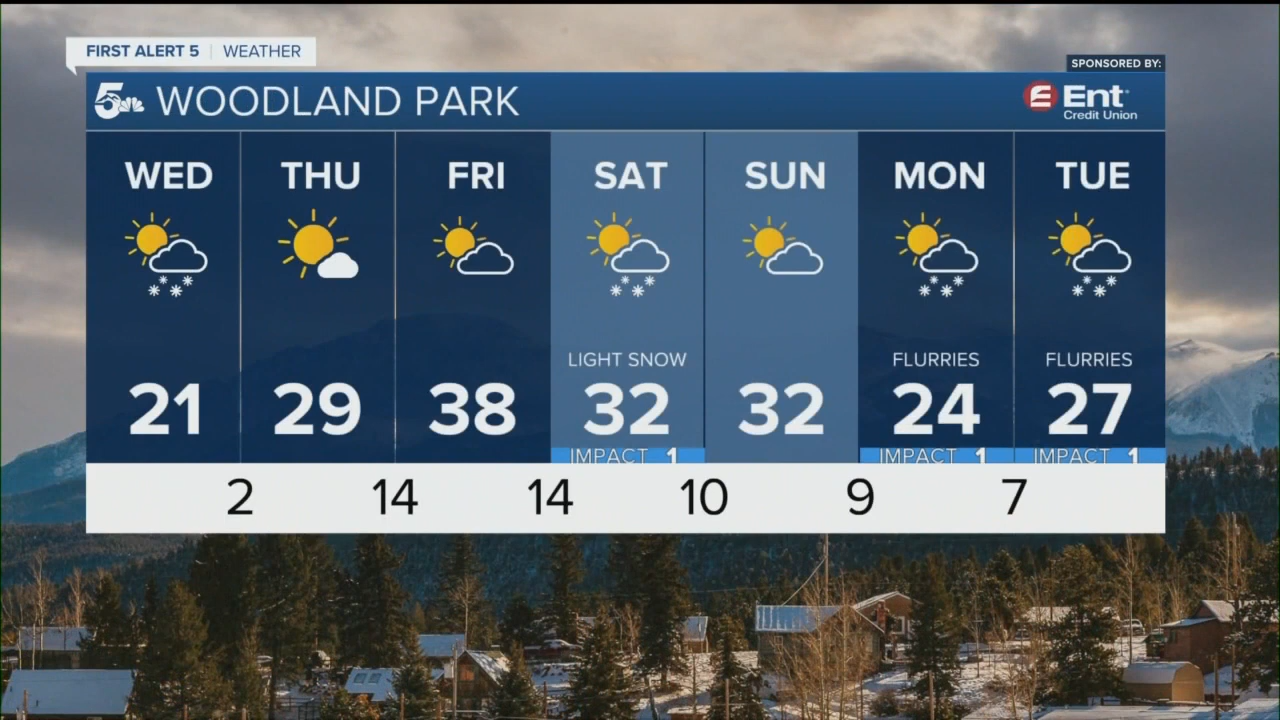 FIRST ALERT 5 | WEATHER
SPONSORED BY:
5 WOODLAND PARK
Ent
Credit Union
WED THU FRI SAT SUN MON TUE
LIGHT SNOW FLURRIES FLURRIES
21 29 38 32 32 24 27
IMPACT 1 IMPACT 1 IMPACT 1
2 14 14 10 9 7